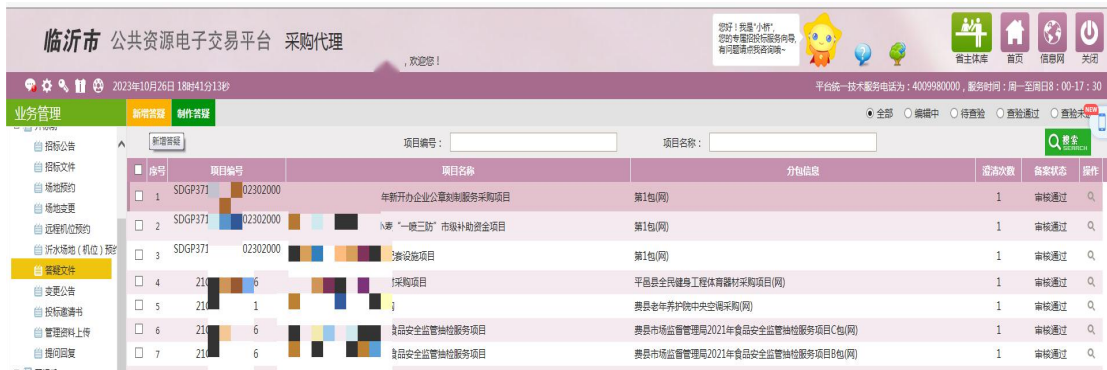 临沂市 公共资源电子交易平台 采购代理
，欢迎您！
您好！我是"小桥"，
您的专属招投标服务向导，
有问题请点我咨询哦~
省主体库 首页 信息网 关闭
2023年10月26日 18时41分13秒
平台统一技术服务电话为：4009980000，服务时间：周一至周日8：00-17：30
业务管理
新增答疑 制作答疑
全部 编辑中 待查验 查验通过 查验未
NEW
招标公告
招标文件
场地预约
场地变更
远程机位预约
沂水场地（机位）预约
答疑文件
变更公告
投标邀请书
管理资料上传
提问回复
新增答疑
项目编号： 项目名称： 搜索
SEARCH
序号 项目编号 项目名称 分包信息 澄清次数 备案状态 操作
1 SDGP371 02302000 年新开办企业公章刻制服务采购项目 第1包(网) 1 审核通过
2 SDGP371 02302000 小麦"一喷三防"市级补助资金项目 第1包(网) 1 审核通过
3 SDGP371 02302000 配套设施项目 第1包(网) 1 审核通过
4 210 6 材采购项目 平邑县全民健身工程体育器材采购项目(网) 1 审核通过
5 210 1 费县老年养护院中央空调采购(网) 1 审核通过
6 210 6 食品安全监管抽检服务项目 费县市场监督管理局2021年食品安全监管抽检服务项目C包(网) 1 审核通过
7 210 6 食品安全监管抽检服务项目 费县市场监督管理局2021年食品安全监管抽检服务项目B包(网) 1 审核通过